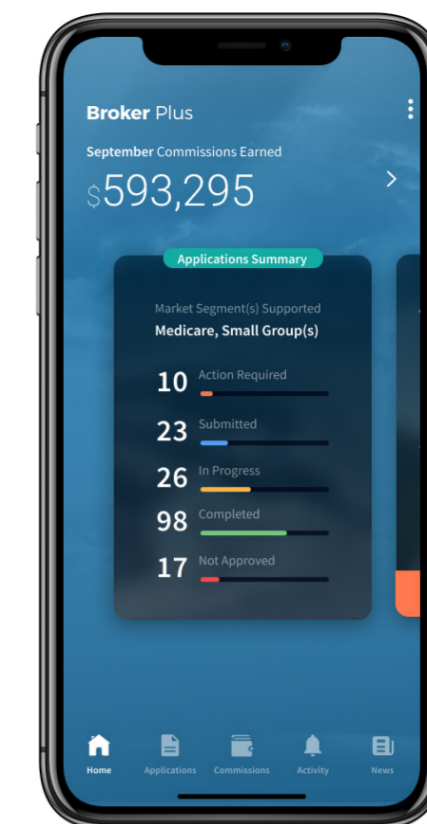 Broker Plus
September Commissions Earned
$593,295
Applications Summary
Market Segment(s) Supported
Medicare, Small Group(s)
10 Action Required
23 Submitted
26 In Progress
98 Completed
17 Not Approved
Home Applications Commissions Activity News